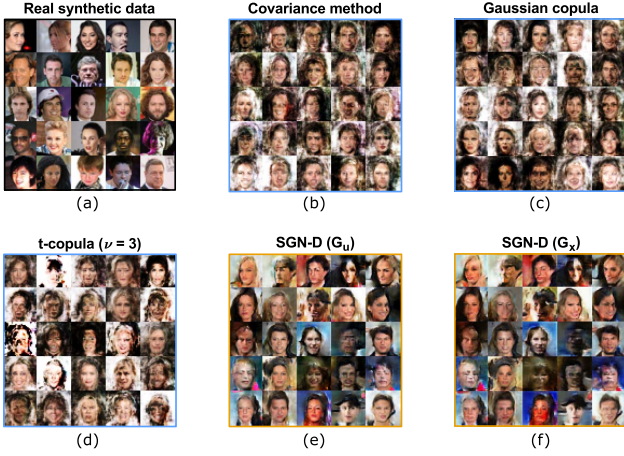 Real synthetic data
Covariance method
Gaussian copula
(a)
(b)
(c)
t-copula (ν = 3)
SGN-D (Gu)
SGN-D (Gx)
(d)
(e)
(f)